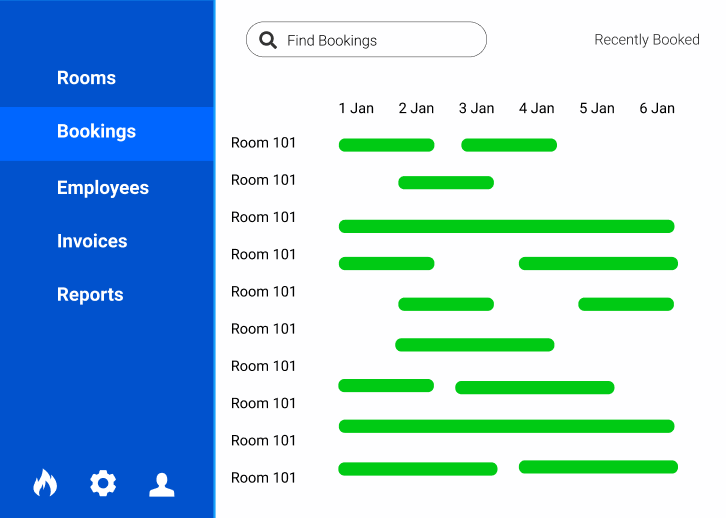 Rooms
Bookings
Employees
Invoices
Reports
Find Bookings
Recently Booked
1 Jan 2 Jan 3 Jan 4 Jan 5 Jan 6 Jan
Room 101
Room 101
Room 101
Room 101
Room 101
Room 101
Room 101
Room 101
Room 101
Room 101